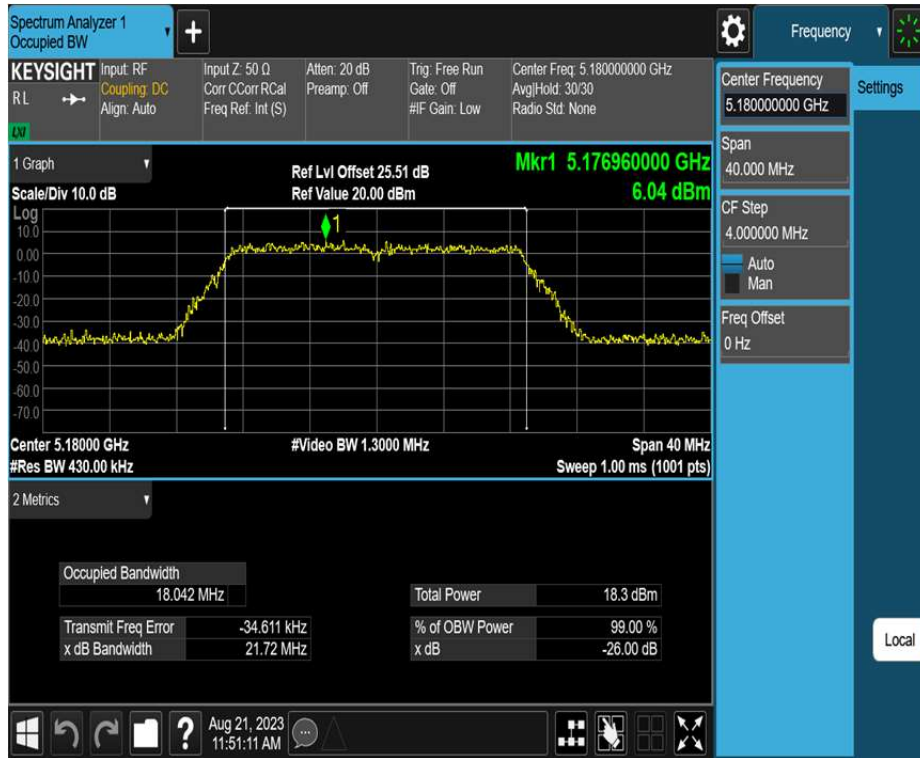 Spectrum Analyzer 1
Occupied BW
+
Frequency
KEYSIGHT
R L
LXI
Input: RF
Coupling: DC
Align: Auto
Input Z: 50 Ω
Corr CCorr RCal
Freq Ref: Int (S)
Atten: 20 dB
Preamp: Off
Trig: Free Run
Gate: Off
#IF Gain: Low
Center Freq: 5.180000000 GHz
Avg|Hold: 30/30
Radio Std: None
Center Frequency
5.180000000 GHz
Settings
Span
40.000 MHz
CF Step
4.000000 MHz
Auto
Man
Freq Offset
0 Hz
1 Graph
Scale/Div 10.0 dB
Ref Lvl Offset 25.51 dB
Ref Value 20.00 dBm
Mkr1 5.176960000 GHz
6.04 dBm
Log
1
10.0
0.00
-10.0
-20.0
-30.0
-40.0
-50.0
-60.0
-70.0
Center 5.18000 GHz
#Video BW 1.3000 MHz
Span 40 MHz
#Res BW 430.00 kHz
Sweep 1.00 ms (1001 pts)
2 Metrics
Occupied Bandwidth
18.042 MHz
Total Power 18.3 dBm
Transmit Freq Error -34.611 kHz
% of OBW Power 99.00 %
x dB Bandwidth 21.72 MHz
x dB -26.00 dB
Local
?
Aug 21, 2023
11:51:11 AM